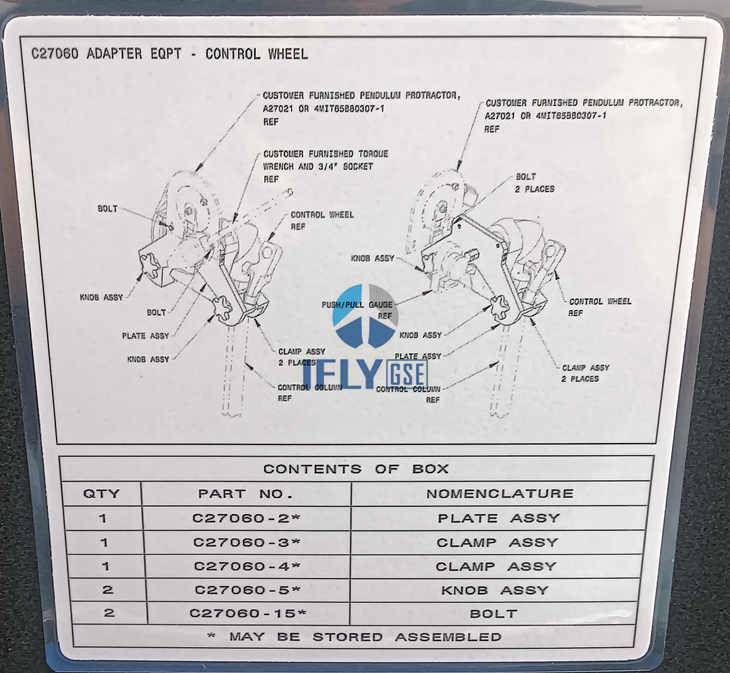 C27060 ADAPTER EQPT - CONTROL WHEEL
CUSTOMER FURNISHED PENDULUM PROTRACTOR,
A27021 OR 4MIT65B80307-1
REF
CUSTOMER FURNISHED TORQUE
WRENCH AND 3/4" SOCKET
REF
BOLT
CONTROL WHEEL
REF
KNOB ASSY
BOLT
PLATE ASSY
KNOB ASSY
CLAMP ASSY
2 PLACES
CONTROL COLUMN
REF
CUSTOMER FURNISHED PENDULUM PROTRACTOR,
A27021 OR 4MIT65B80307-1
REF
BOLT
2 PLACES
KNOB ASSY
PUSH/PULL GAUGE
REF
CONTROL WHEEL
REF
KNOB ASSY
PLATE ASSY
CLAMP ASSY
2 PLACES
CONTROL COLUMN
REF
IFLY GSE
CONTENTS OF BOX
QTY PART NO. NOMENCLATURE
1 C27060-2* PLATE ASSY
1 C27060-3* CLAMP ASSY
1 C27060-4* CLAMP ASSY
2 C27060-5* KNOB ASSY
2 C27060-15* BOLT
* MAY BE STORED ASSEMBLED